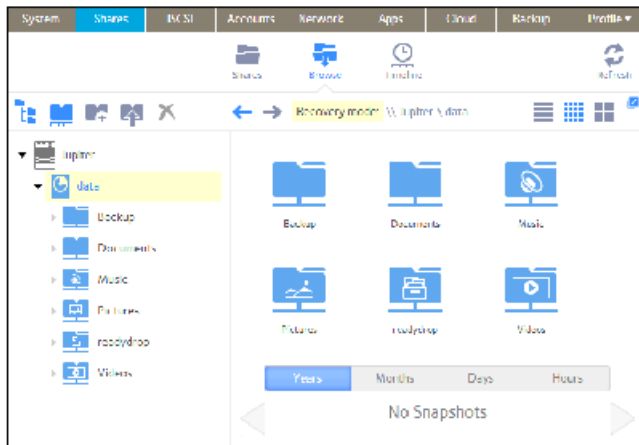 System Shares iSCSI Accounts Network Apps Cloud Backup Profile ▾
Shares Browse Timeline Refresh
Recovery mode: \\ Jupiter \ data
Jupiter
data
Backup
Documents
Music
Pictures
readydrop
Videos
Backup Documents Music
Pictures readydrop Videos
Years Months Days Hours
No Snapshots